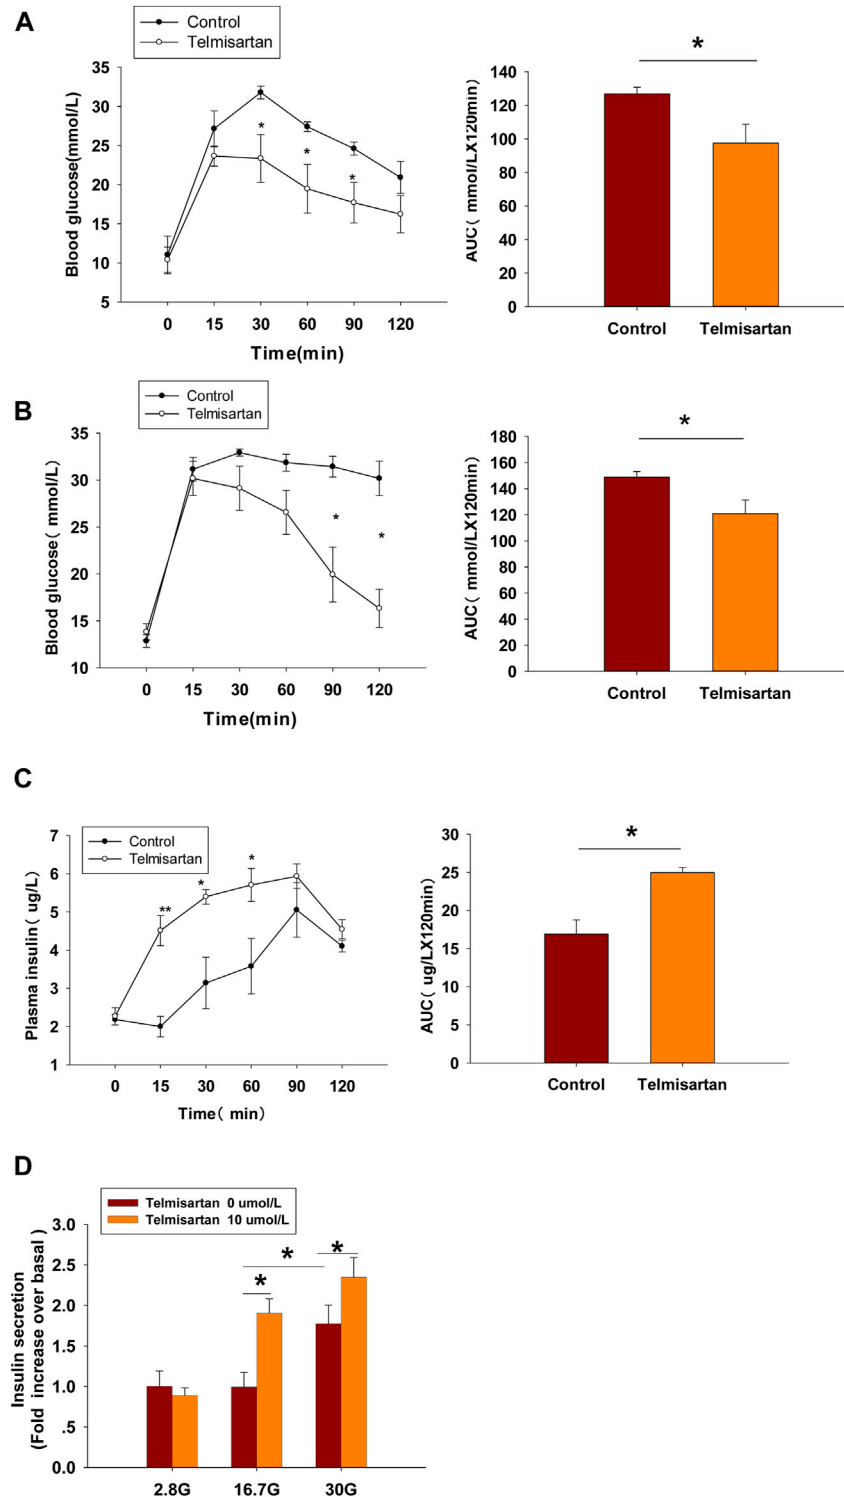 A
Control
Telmisartan
Blood glucose(mmol/L)
35
30
25
20
15
10
5
*
*
*
0 15 30 60 90 120
Time(min)
AUC( mmol/LX120min)
140
120
100
80
60
40
20
0
*
Control Telmisartan
B
Control
Telmisartan
Blood glucose( mmol/L)
35
30
25
20
15
10
*
*
0 15 30 60 90 120
Time(min)
AUC( mmol/LX120min)
180
160
140
120
100
80
60
40
20
0
*
Control Telmisartan
C
Control
Telmisartan
Plasma insulin( ug/L)
7
6
5
4
3
2
1
**
*
*
0 15 30 60 90 120
Time( min)
AUC( ug/LX120min)
30
25
20
15
10
5
0
*
Control Telmisartan
D
Telmisartan 0 umol/L
Telmisartan 10 umol/L
Insulin secretion
(Fold increase over basal )
3.0
2.5
2.0
1.5
1.0
.5
0.0
*
*
*
2.8G 16.7G 30G